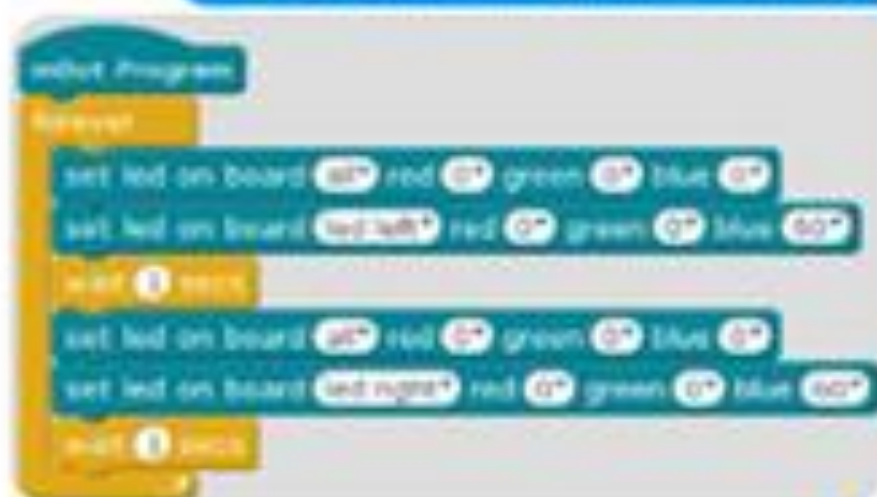 mBot Program
forever
set led on board all red 0 green 0 blue 0
set led on board led left red 0 green 0 blue 60
wait secs
set led on board all red 0 green 0 blue 0
set led on board led right red 0 green 0 blue 60
wait secs